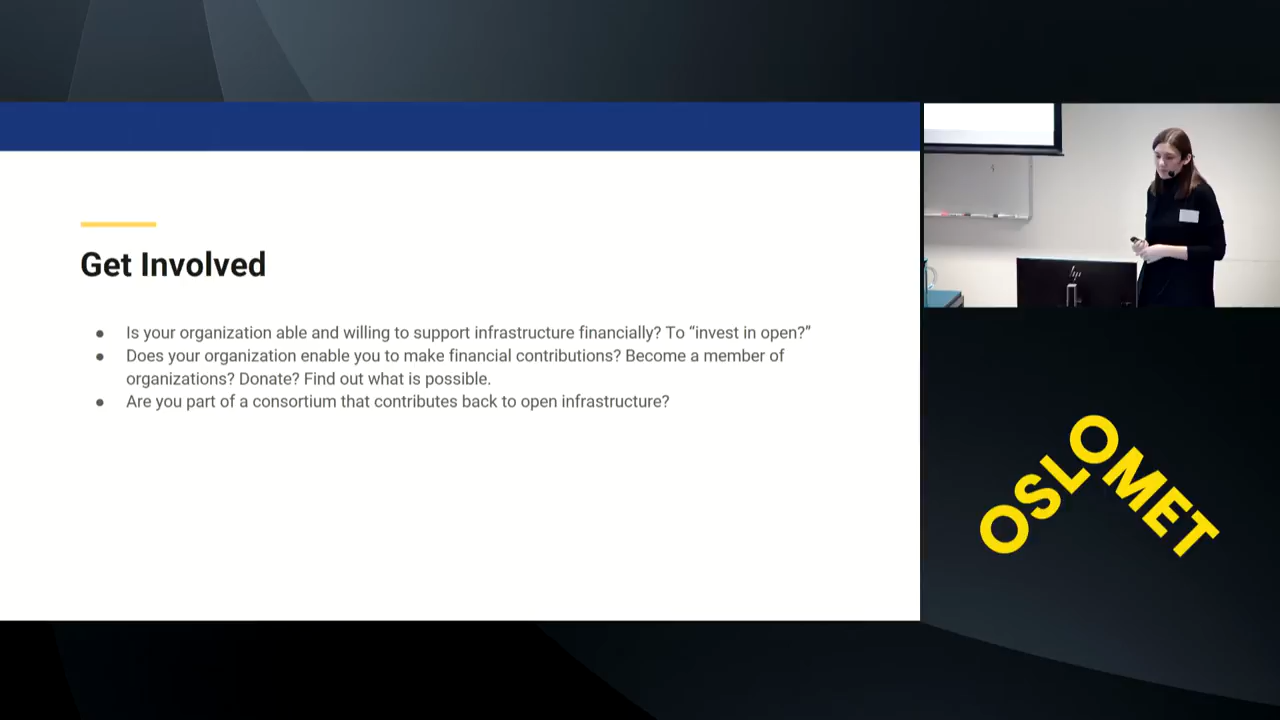 Get Involved
● Is your organization able and willing to support infrastructure financially? To “invest in open?”
● Does your organization enable you to make financial contributions? Become a member of
organizations? Donate? Find out what is possible.
● Are you part of a consortium that contributes back to open infrastructure?
hp
OSLOMET